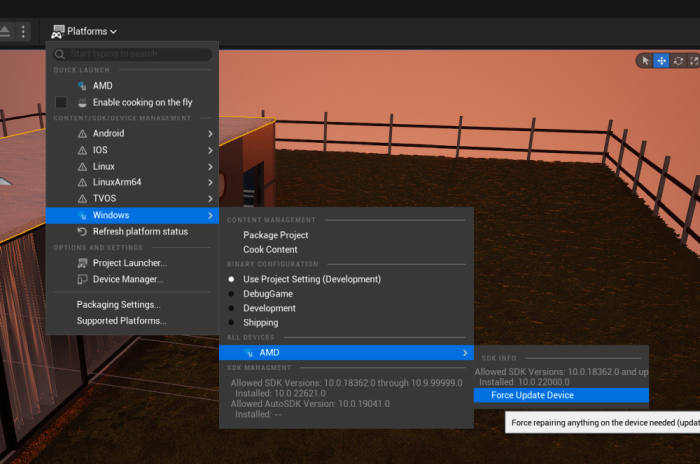 Platforms
Start typing to search
QUICK LAUNCH
AMD
Enable cooking on the fly
CONTENT/SDK/DEVICE MANAGEMENT
Android
IOS
Linux
LinuxArm64
TVOS
Windows
Refresh platform status
OPTIONS AND SETTINGS
Project Launcher...
Device Manager...
Packaging Settings...
Supported Platforms...
CONTENT MANAGEMENT
Package Project
Cook Content
BINARY CONFIGURATION
Use Project Setting (Development)
DebugGame
Development
Shipping
ALL DEVICES
AMD
SDK MANAGMENT
Allowed SDK Versions: 10.0.18362.0 through 10.9.99999.0
Installed: 10.0.22621.0
Allowed AutoSDK Version: 10.0.19041.0
Installed: --
SDK INFO
Allowed SDK Versions: 10.0.18362.0 and up
Installed: 10.0.22000.0
Force Update Device
Force repairing anything on the device needed (updat